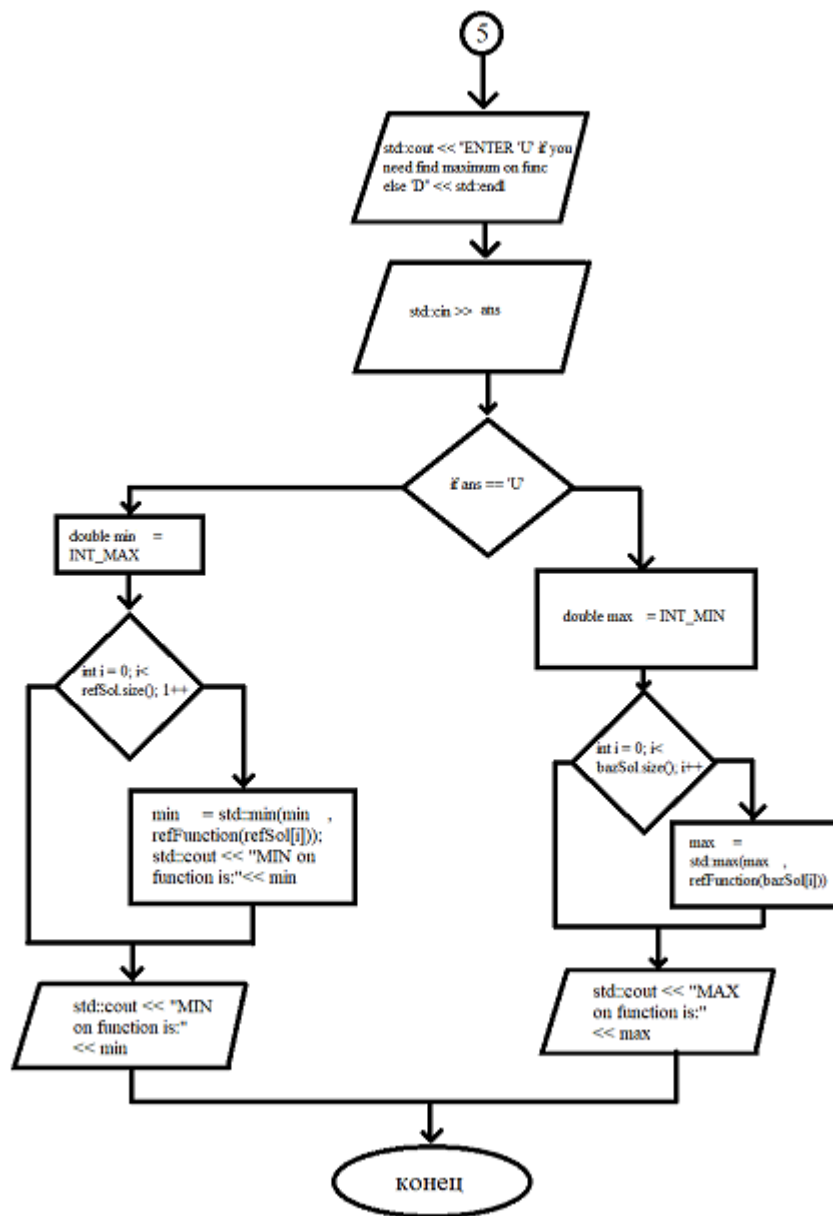 5
std::cout << "ENTER 'U' if you
need find maximum on func
else 'D" << std::endl
std::cin >> ans
if ans == 'U'
double min = 
INT_MAX
int i = 0; i<
refSol.size(); 1++
min = std::min(min ,
refFunction(refSol[i]));
std::cout << "MIN on
function is:"<< min
std::cout << "MIN
on function is:"
<< min
double max = INT_MIN
int i = 0; i<
bazSol.size(); i++
max =
std::max(max ,
refFunction(bazSol[i]))
std::cout << "MAX
on function is:"
<< max
конец